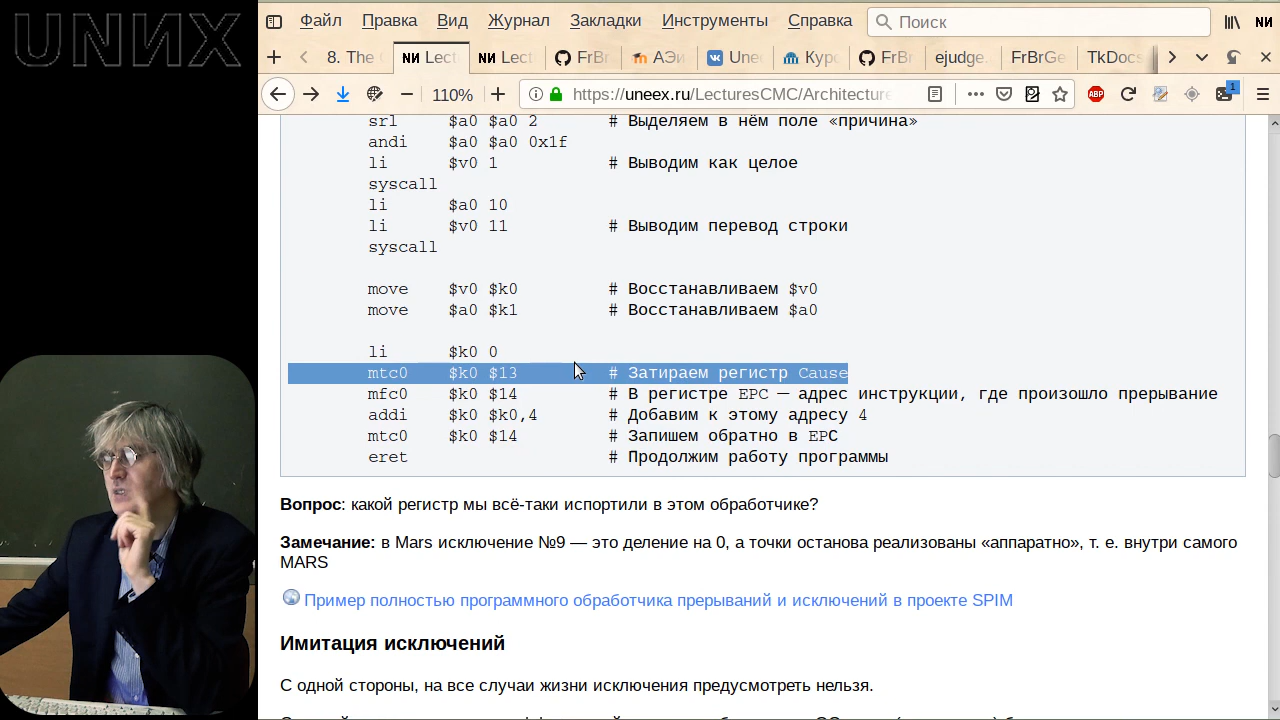 UNИX
Файл Правка Вид Журнал Закладки Инструменты Справка Поиск
8. The Lect Lect FrBr АЭи Unee Курс FrBr ejudge. FrBrGe TkDocs
110% https://uneex.ru/LecturesCMC/Architecture ABP 1
srl $a0 $a0 2 # Выделяем в нём поле «причина»
andi $a0 $a0 0x1f
li $v0 1 # Выводим как целое
syscall
li $a0 10
li $v0 11 # Выводим перевод строки
syscall
move $v0 $k0 # Восстанавливаем $v0
move $a0 $k1 # Восстанавливаем $a0
li $k0 0
mtc0 $k0 $13 # Затираем регистр Cause
mfc0 $k0 $14 # В регистре EPC — адрес инструкции, где произошло прерывание
addi $k0 $k0,4 # Добавим к этому адресу 4
mtc0 $k0 $14 # Запишем обратно в EPC
eret # Продолжим работу программы
Вопрос: какой регистр мы всё-таки испортили в этом обработчике?
Замечание: в Mars исключение №9 — это деление на 0, а точки останова реализованы «аппаратно», т. е. внутри самого
MARS
Пример полностью программного обработчика прерываний и исключений в проекте SPIM
Имитация исключений
С одной стороны, на все случаи жизни исключения предусмотреть нельзя.